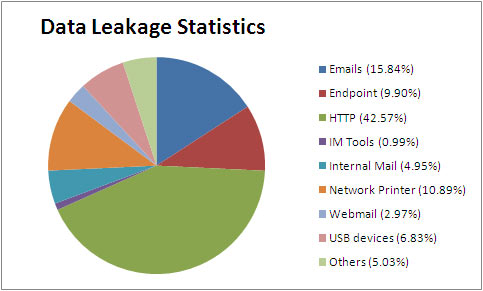 Data Leakage Statistics
Emails (15.84%)
Endpoint (9.90%)
HTTP (42.57%)
IM Tools (0.99%)
Internal Mail (4.95%)
Network Printer (10.89%)
Webmail (2.97%)
USB devices (6.83%)
Others (5.03%)